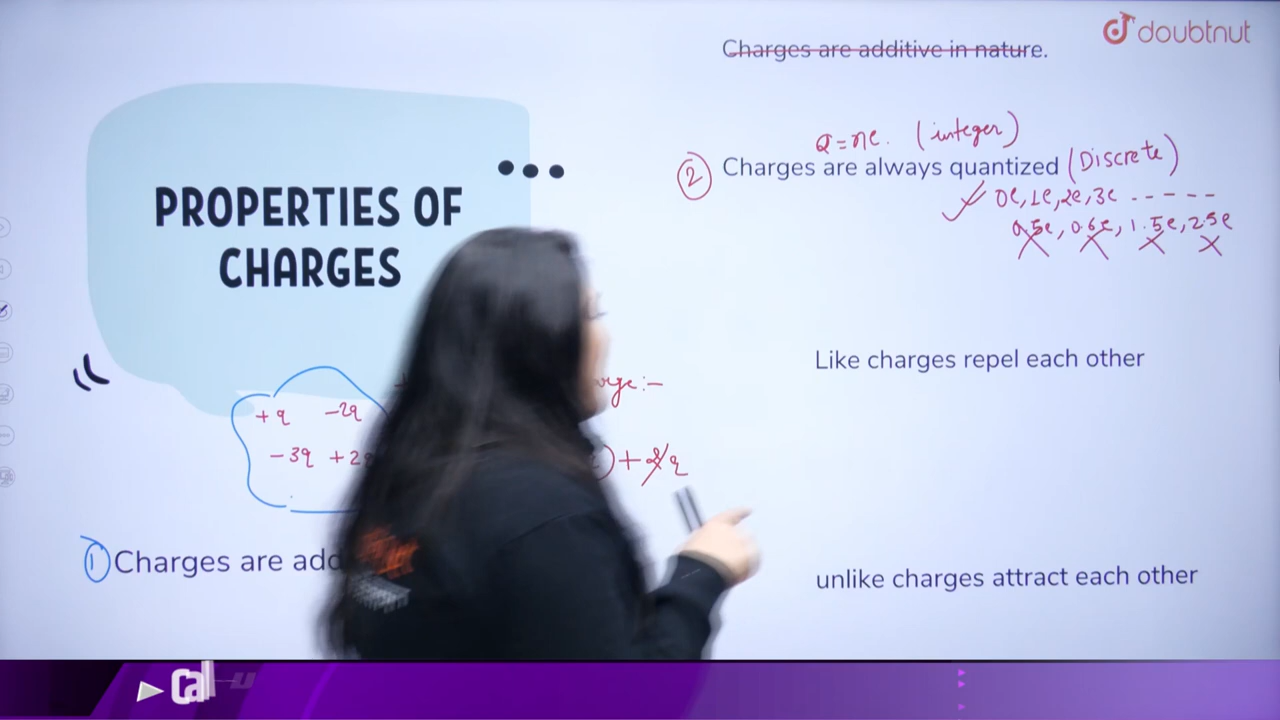 doubtnut
Charges are additive in nature.
Q=ne. (integer)
② Charges are always quantized (Discrete)
0e, 1e, 2e, 3e ------
0.5e, 0.6e, 1.5e, 2.5e
PROPERTIES OF
CHARGES
Like charges repel each other
+q -2q
-3q +2
+ 2q
① Charges are
unlike charges attract each other